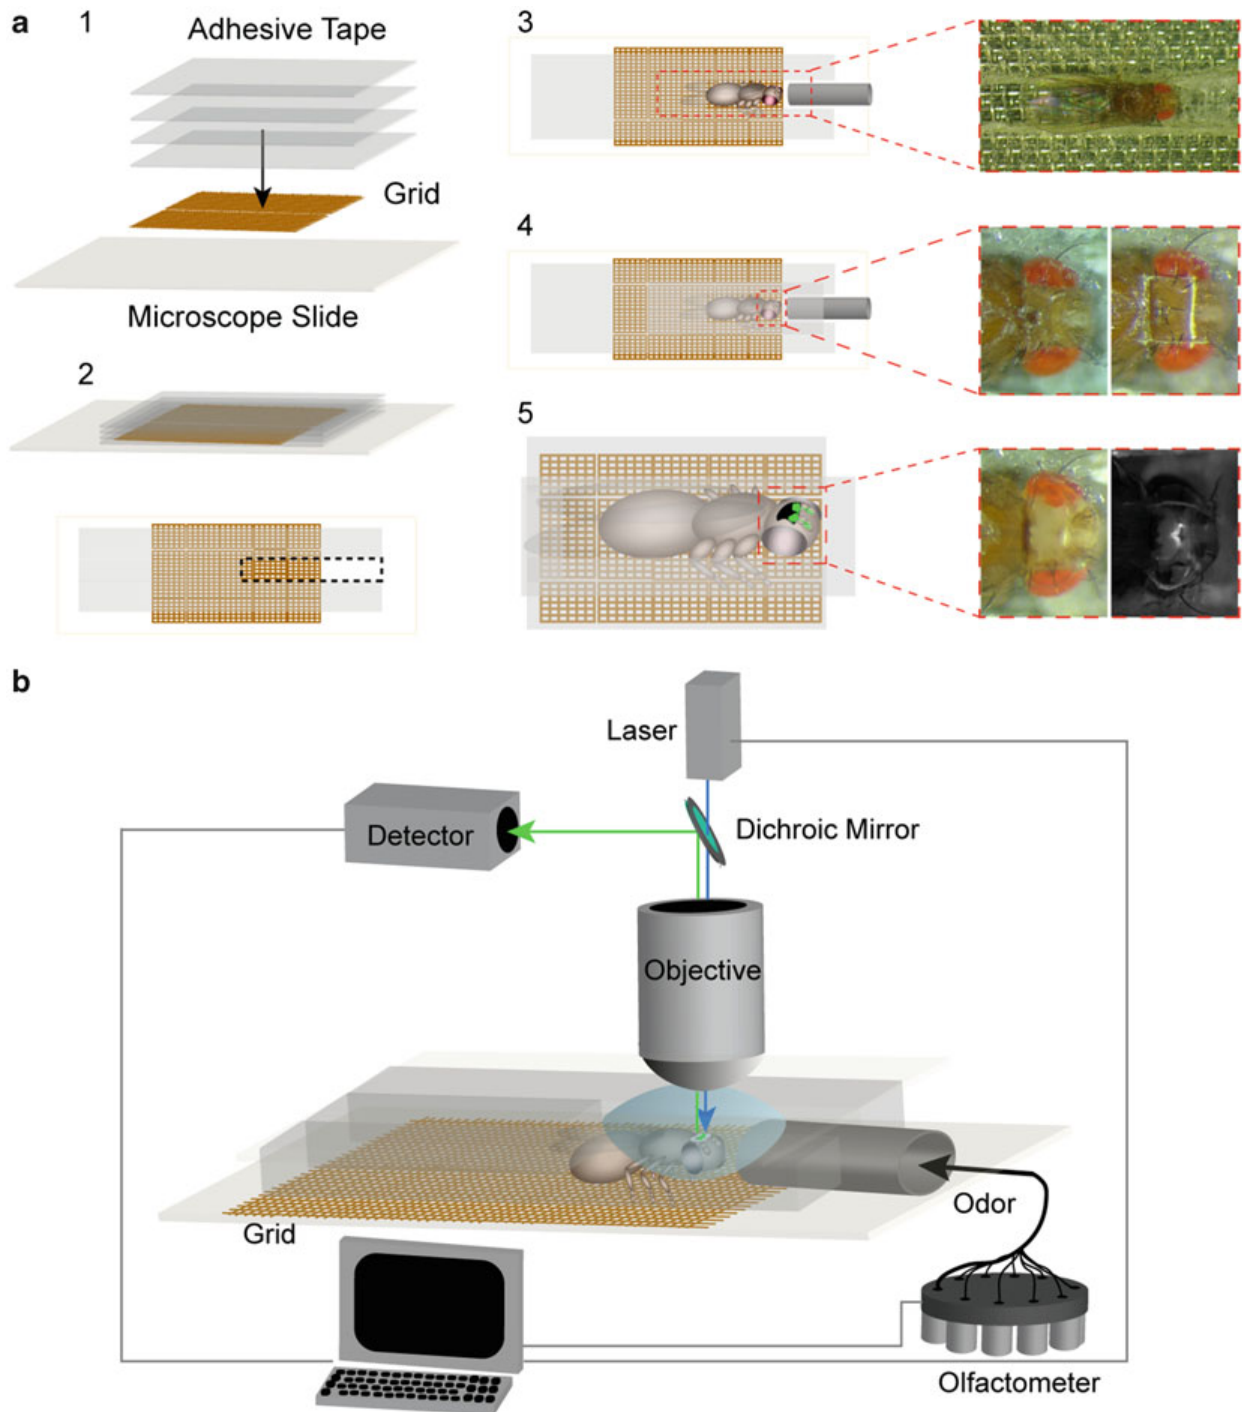 a
1
Adhesive Tape
Grid
Microscope Slide
2
3
4
5
b
Laser
Detector
Dichroic Mirror
Objective
Grid
Odor
Olfactometer